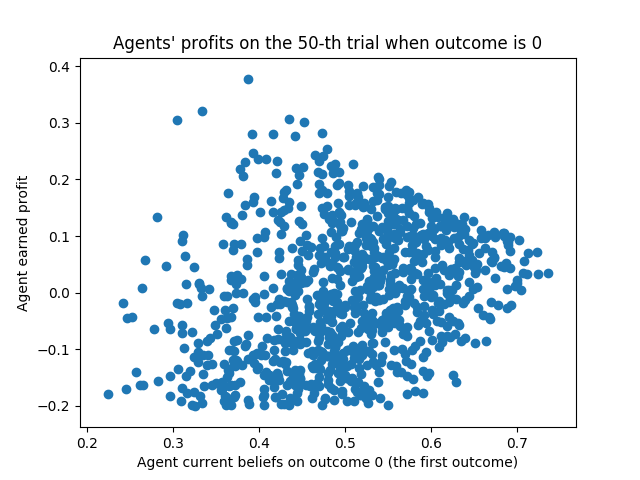 Agents' profits on the 50-th trial when outcome is 0
0.4
0.3
0.2
0.1
0.0
−0.1
−0.2
Agent earned profit
0.2 0.3 0.4 0.5 0.6 0.7
Agent current beliefs on outcome 0 (the first outcome)